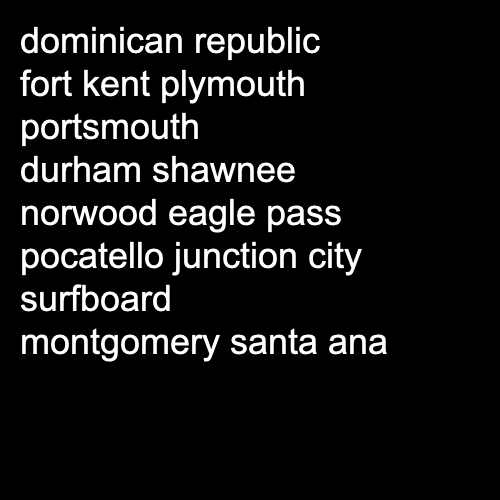 dominican republic
fort kent plymouth
portsmouth
durham shawnee
norwood eagle pass
pocatello junction city
surfboard
montgomery santa ana